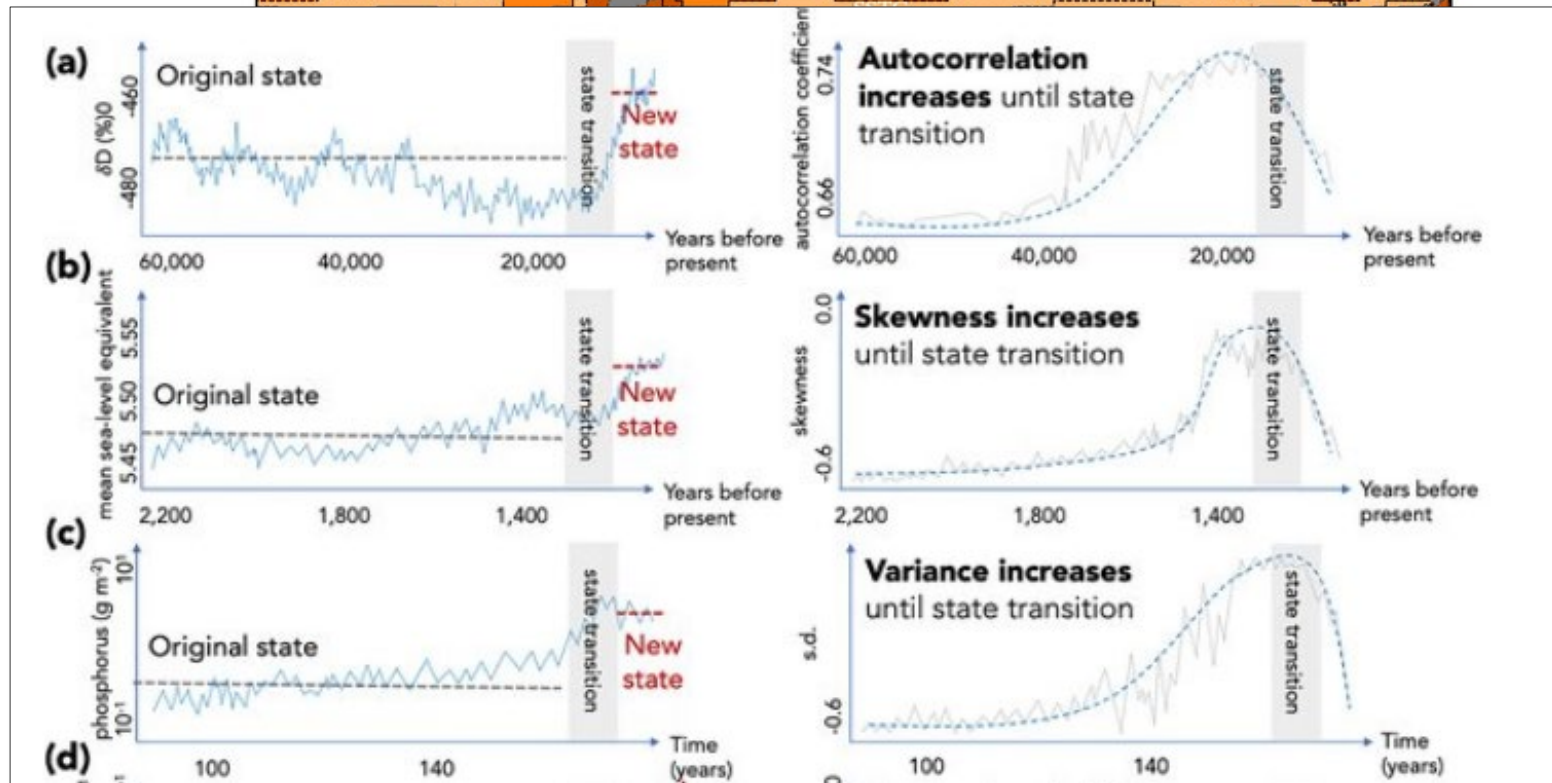 (a)
Original state
-460
-480
δD (%)0
state transition
New
state
60,000
40,000
20,000
Years before
present
Autocorrelation
increases until state
transition
0.74
0.66
autocorrelation coefficien
state transition
60,000
40,000
20,000
Years before
present
(b)
Original state
5.55
5.50
5.45
mean sea-level equivalent
state transition
New
state
2,200
1,800
1,400
Years before
present
Skewness increases
until state transition
0.0
-0.6
skewness
state transition
2,200
1,800
1,400
Years before
present
(c)
Original state
10¹
10⁻¹
phosphorus (g m⁻²)
state transition
New
state
100
140
Time
(years)
Variance increases
until state transition
s.d.
-0.6
state transition
100
140
Time
(years)
(d)